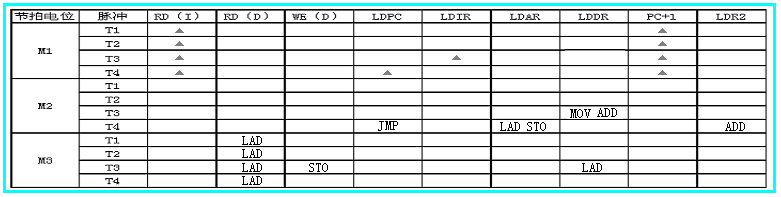 节拍电位 脉冲 RD（I） RD（D） WE（D） LDPC LDIR LDAR LDDR PC+1 LDR2
M1 T1 ▲ ▲
T2 ▲ ▲
T3 ▲ ▲ ▲
T4 ▲ ▲ ▲
M2 T1
T2
T3 MOV ADD
T4 JMP LAD STO ADD
M3 T1 LAD
T2 LAD
T3 LAD STO LAD
T4 LAD